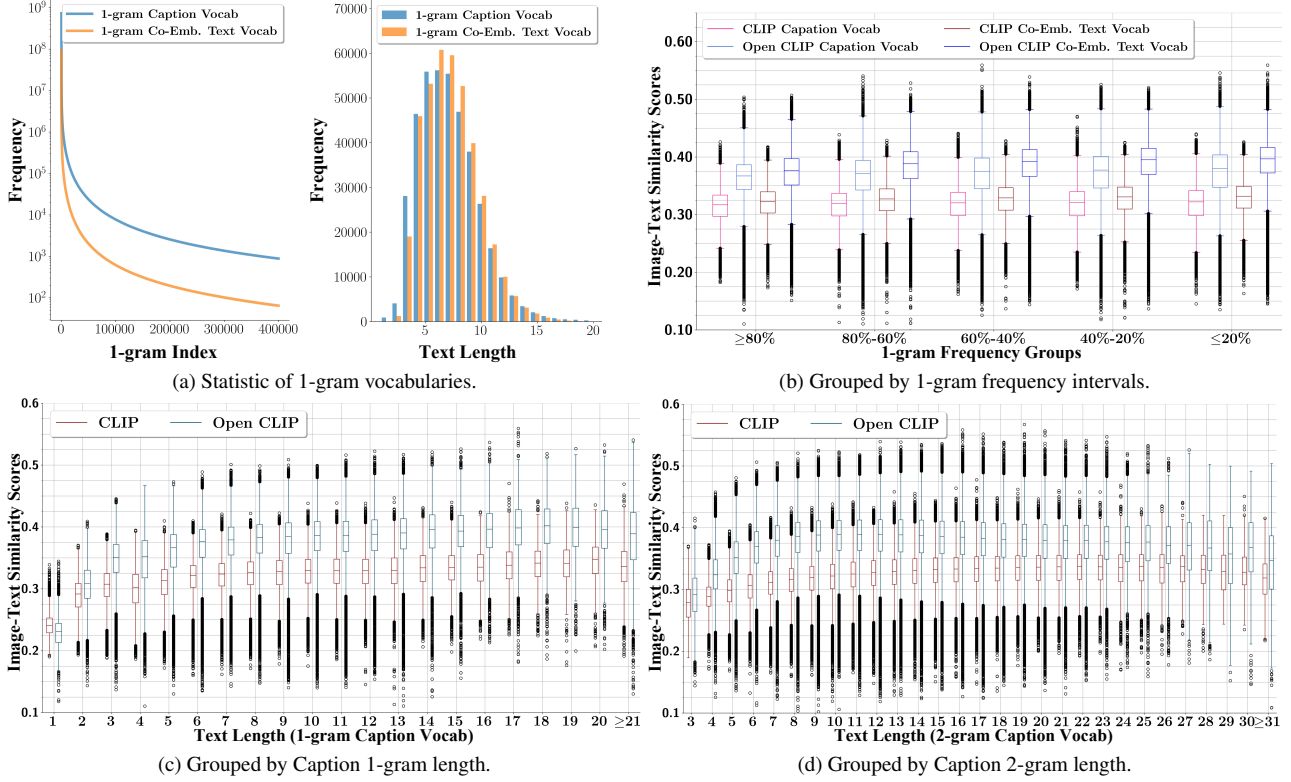 1-gram Caption Vocab
1-gram Co-Emb. Text Vocab
Frequency
10^9
10^8
10^7
10^6
10^5
10^4
10^3
10^2
0 100000 200000 300000 400000
1-gram Index
1-gram Caption Vocab
1-gram Co-Emb. Text Vocab
Frequency
70000
60000
50000
40000
30000
20000
10000
0
5 10 15 20
Text Length
(a) Statistic of 1-gram vocabularies.
CLIP Capation Vocab
Open CLIP Capation Vocab
CLIP Co-Emb. Text Vocab
Open CLIP Co-Emb. Text Vocab
Image-Text Similarity Scores
0.60
0.50
0.40
0.30
0.20
0.10
≥80% 80%-60% 60%-40% 40%-20% ≤20%
1-gram Frequency Groups
(b) Grouped by 1-gram frequency intervals.
CLIP Open CLIP
Image-Text Similarity Scores
0.6
0.5
0.4
0.3
0.2
0.1
1 2 3 4 5 6 7 8 9 10 11 12 13 14 15 16 17 18 19 20 ≥21
Text Length (1-gram Caption Vocab)
(c) Grouped by Caption 1-gram length.
CLIP Open CLIP
Image-Text Similarity Scores
0.6
0.5
0.4
0.3
0.2
0.1
3 4 5 6 7 8 9 10 11 12 13 14 15 16 17 18 19 20 21 22 23 24 25 26 27 28 29 30 ≥31
Text Length (2-gram Caption Vocab)
(d) Grouped by Caption 2-gram length.